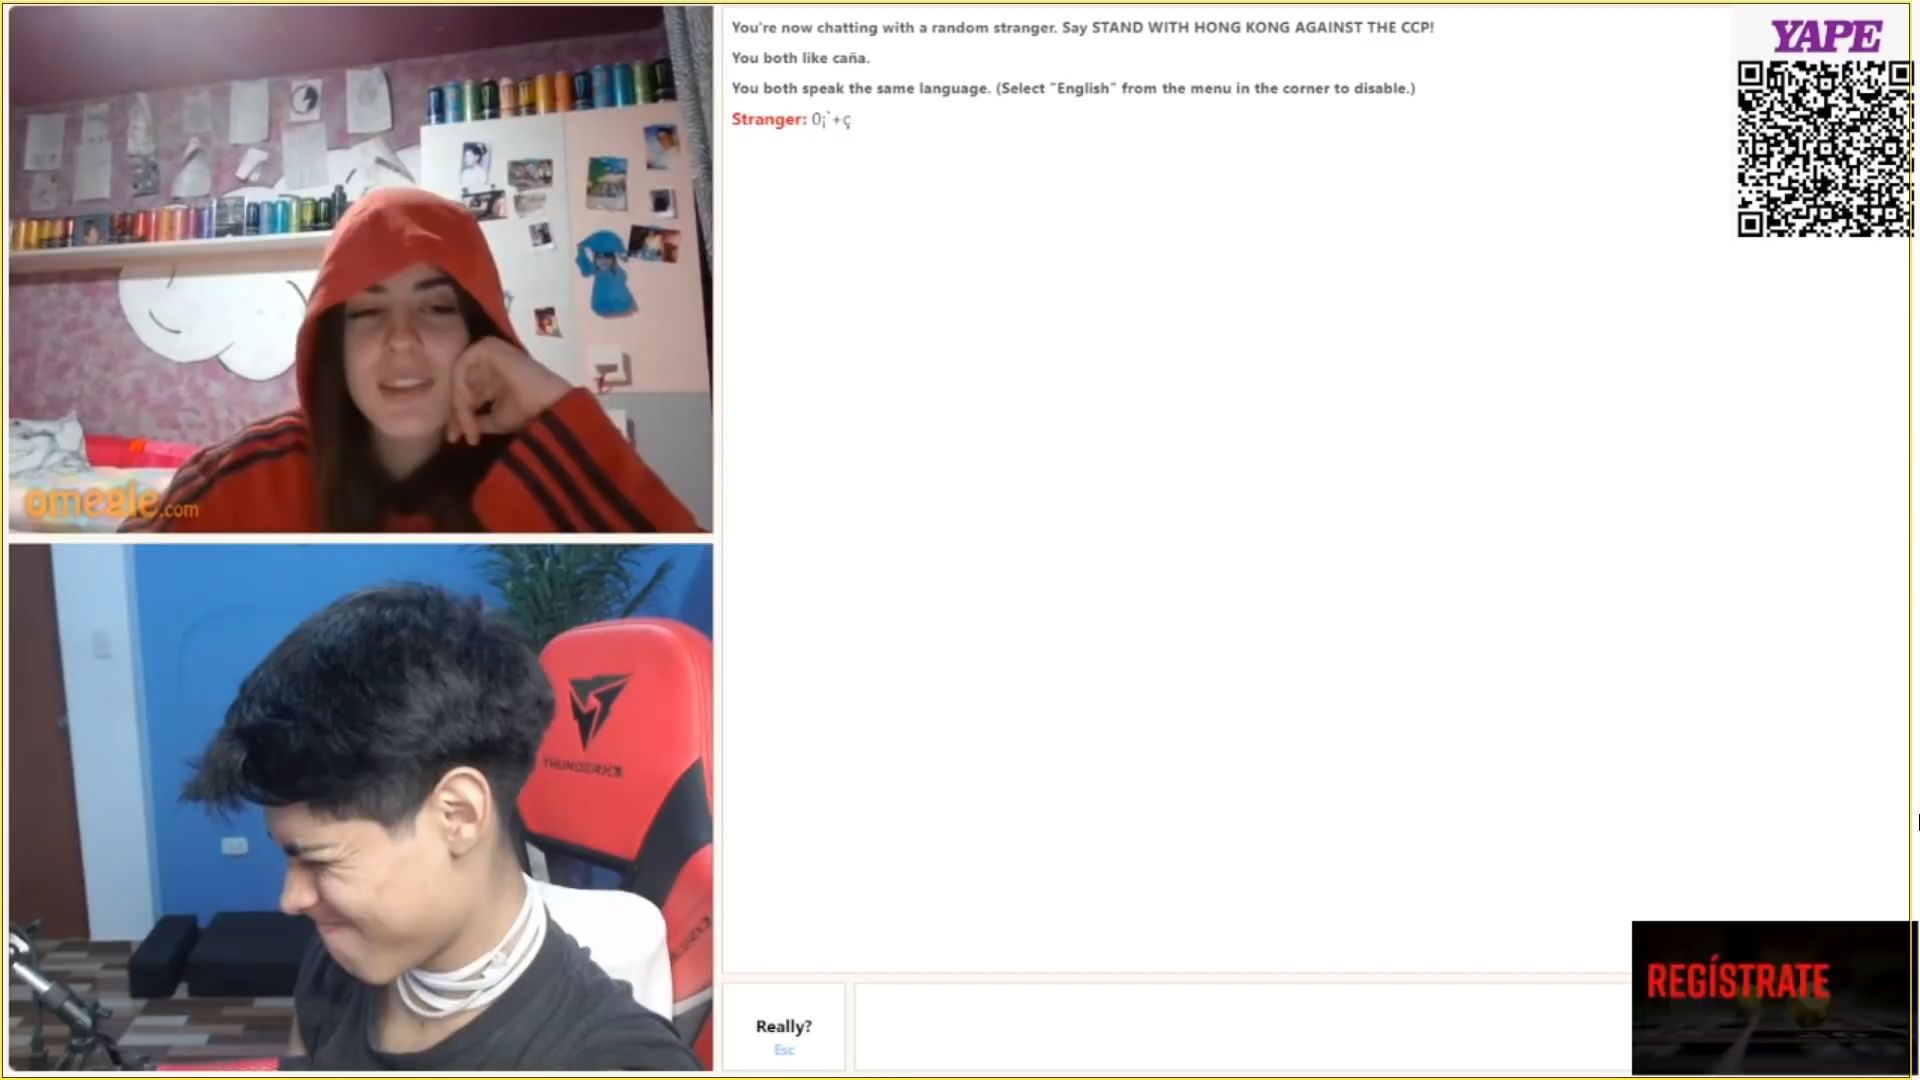 You're now chatting with a random stranger. Say STAND WITH HONG KONG AGAINST THE CCP!
You both like caña.
You both speak the same language. (Select "English" from the menu in the corner to disable.)
Stranger: 0¡`+ç
YAPE
omegle.com
THUNDERX3
Really?
Esc
REGÍSTRATE